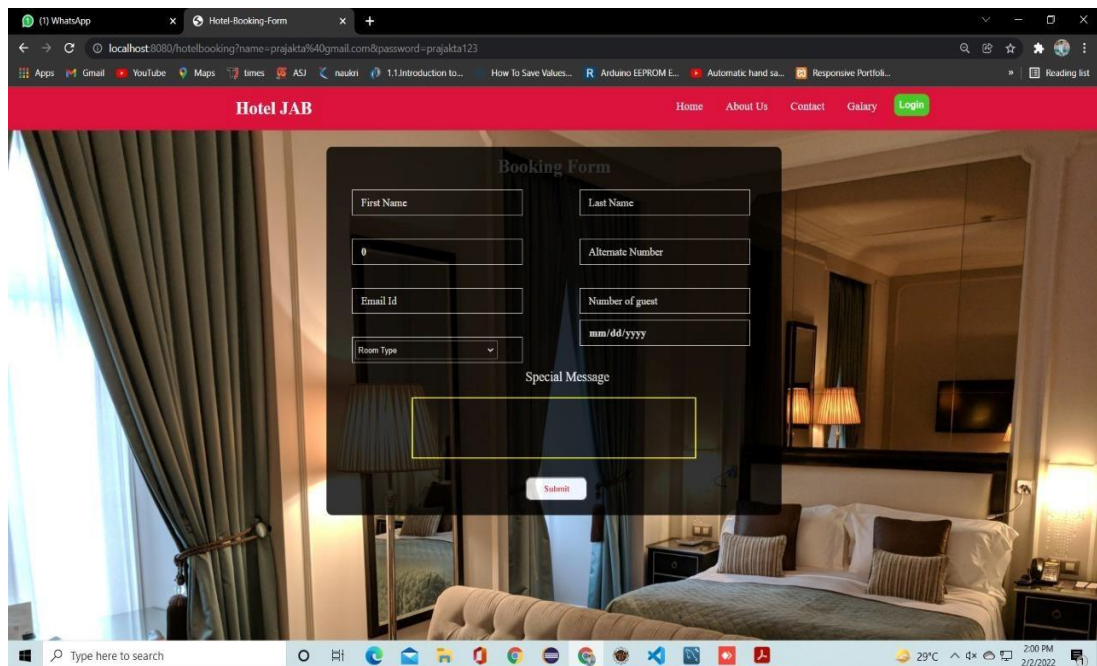 (1) WhatsApp
Hotel-Booking-Form
localhost:8080/hotelbooking?name=prajakta%40gmail.com&password=prajakta123
Apps Gmail YouTube Maps times ASJ naukri 1.1.Introduction to... How To Save Values... Arduino EEPROM E... Automatic hand sa... Responsive Portfoli... » Reading list
Hotel JAB Home About Us Contact Galary Login
Booking Form
First Name Last Name
0 Alternate Number
Email Id Number of guest
mm/dd/yyyy
Room Type
Special Message
Submit
Type here to search 29°C 2:00 PM
2/2/2022